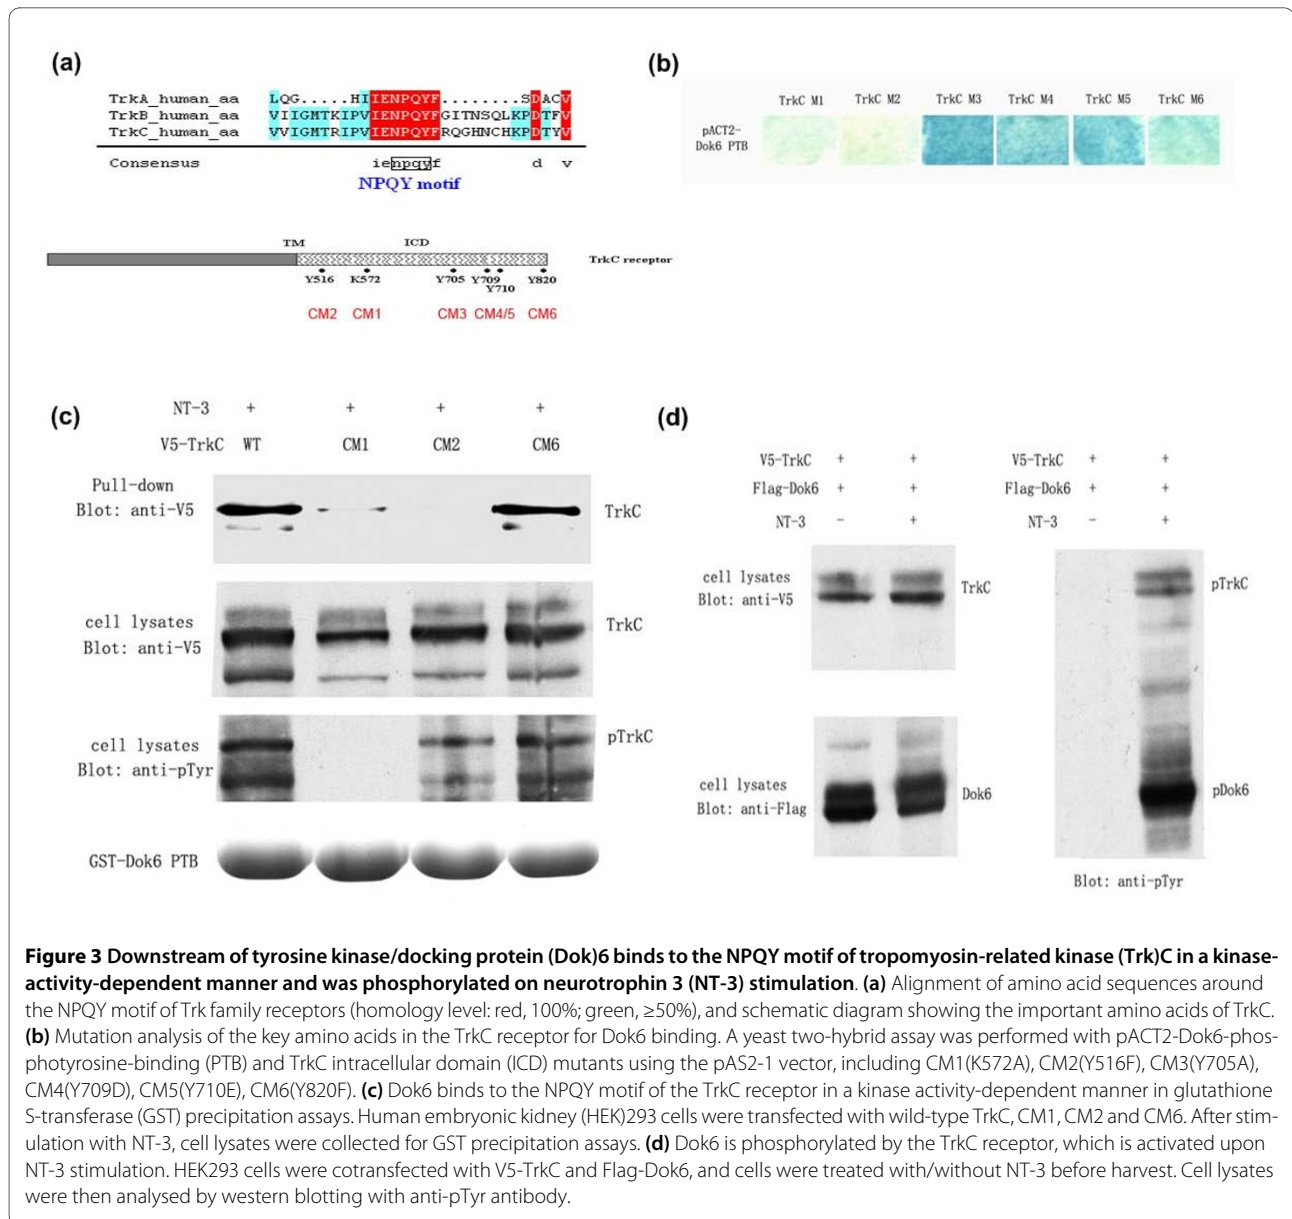 (a)
TrkA_human_aa LQG.....HIIENPQYF........SDACV
TrkB_human_aa VIIGMTKIPVIENPQYFGITNSQLKPDTFV
TrkC_human_aa VVIGMTRIPVIENPQYFRQGHNCHKPDTYV
Consensus ienpqyf d v
NPQY motif
TM ICD
TrkC receptor
Y516 K572 Y705 Y709 Y710 Y820
CM2 CM1 CM3 CM4/5 CM6
(b)
TrkC M1 TrkC M2 TrkC M3 TrkC M4 TrkC M5 TrkC M6
pACT2-
Dok6 PTB
(c)
NT-3 + + + +
V5-TrkC WT CM1 CM2 CM6
Pull-down
Blot: anti-V5
TrkC
cell lysates
Blot: anti-V5
TrkC
cell lysates
Blot: anti-pTyr
pTrkC
GST-Dok6 PTB
(d)
V5-TrkC + +
Flag-Dok6 + +
NT-3 - +
cell lysates
Blot: anti-V5
TrkC
cell lysates
Blot: anti-Flag
Dok6
V5-TrkC + +
Flag-Dok6 + +
NT-3 - +
pTrkC
pDok6
Blot: anti-pTyr
Figure 3 Downstream of tyrosine kinase/docking protein (Dok)6 binds to the NPQY motif of tropomyosin-related kinase (Trk)C in a kinase-
activity-dependent manner and was phosphorylated on neurotrophin 3 (NT-3) stimulation. (a) Alignment of amino acid sequences around
the NPQY motif of Trk family receptors (homology level: red, 100%; green, ≥50%), and schematic diagram showing the important amino acids of TrkC.
(b) Mutation analysis of the key amino acids in the TrkC receptor for Dok6 binding. A yeast two-hybrid assay was performed with pACT2-Dok6-phos-
photyrosine-binding (PTB) and TrkC intracellular domain (ICD) mutants using the pAS2-1 vector, including CM1(K572A), CM2(Y516F), CM3(Y705A),
CM4(Y709D), CM5(Y710E), CM6(Y820F). (c) Dok6 binds to the NPQY motif of the TrkC receptor in a kinase activity-dependent manner in glutathione
S-transferase (GST) precipitation assays. Human embryonic kidney (HEK)293 cells were transfected with wild-type TrkC, CM1, CM2 and CM6. After stim-
ulation with NT-3, cell lysates were collected for GST precipitation assays. (d) Dok6 is phosphorylated by the TrkC receptor, which is activated upon
NT-3 stimulation. HEK293 cells were cotransfected with V5-TrkC and Flag-Dok6, and cells were treated with/without NT-3 before harvest. Cell lysates
were then analysed by western blotting with anti-pTyr antibody.